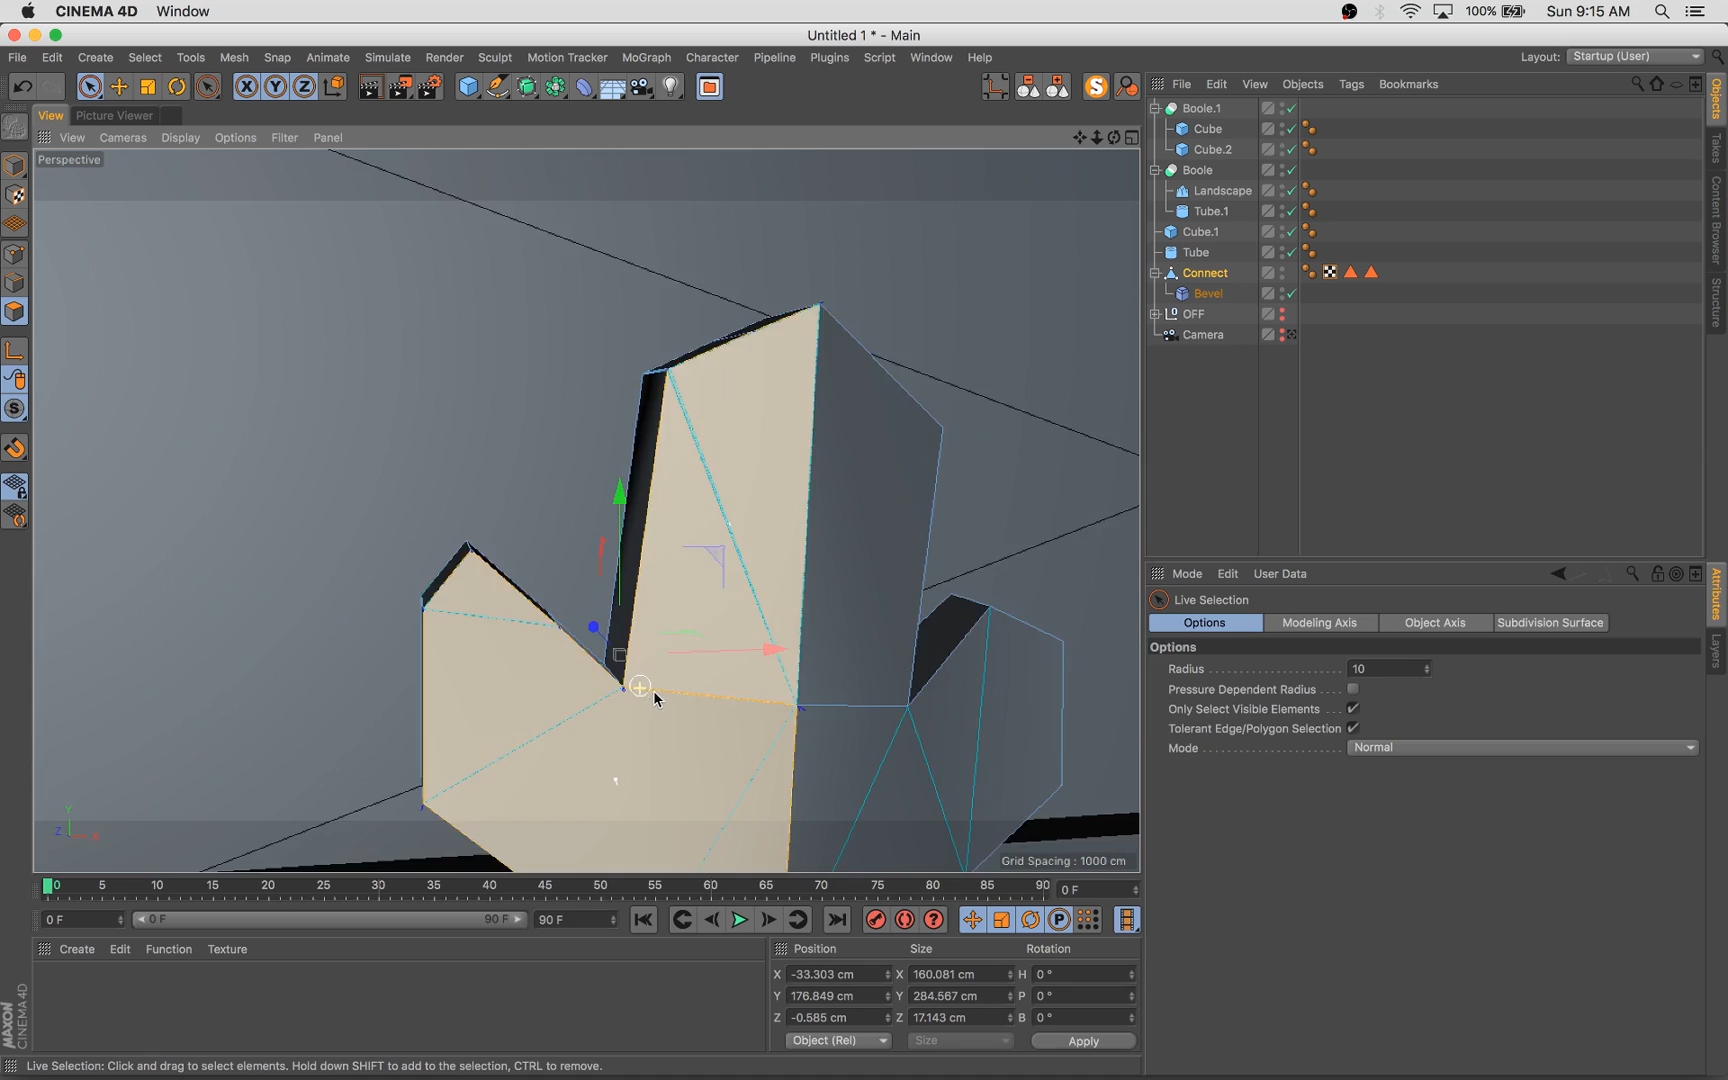 CINEMA 4D Window 100% Sun 9:15 AM
Untitled 1 * - Main
File Edit Create Select Tools Mesh Snap Animate Simulate Render Sculpt Motion Tracker MoGraph Character Pipeline Plugins Script Window Help Layout: Startup (User)
X Y Z S
File Edit View Objects Tags Bookmarks
View Picture Viewer
View Cameras Display Options Filter Panel
Perspective
Boole.1
Cube
Cube.2
Boole
Landscape
Tube.1
Cube.1
Tube
Connect
Bevel
OFF
Camera
Objects
Takes
Content Browser
Structure
Mode Edit User Data
Live Selection
Options Modeling Axis Object Axis Subdivision Surface
Options
Radius 10
Pressure Dependent Radius
Only Select Visible Elements
Tolerant Edge/Polygon Selection
Mode Normal
Attributes
Layers
Y
Z X
Grid Spacing : 1000 cm
0 5 10 15 20 25 30 35 40 45 50 55 60 65 70 75 80 85 90 0 F
0 F 0 F 90 F 90 F
Create Edit Function Texture
Position Size Rotation
X -33.303 cm X 160.081 cm H 0 °
Y 176.849 cm Y 284.567 cm P 0 °
Z -0.585 cm Z 17.143 cm B 0 °
Object (Rel) Size Apply
MAXON CINEMA 4D
Live Selection: Click and drag to select elements. Hold down SHIFT to add to the selection, CTRL to remove.